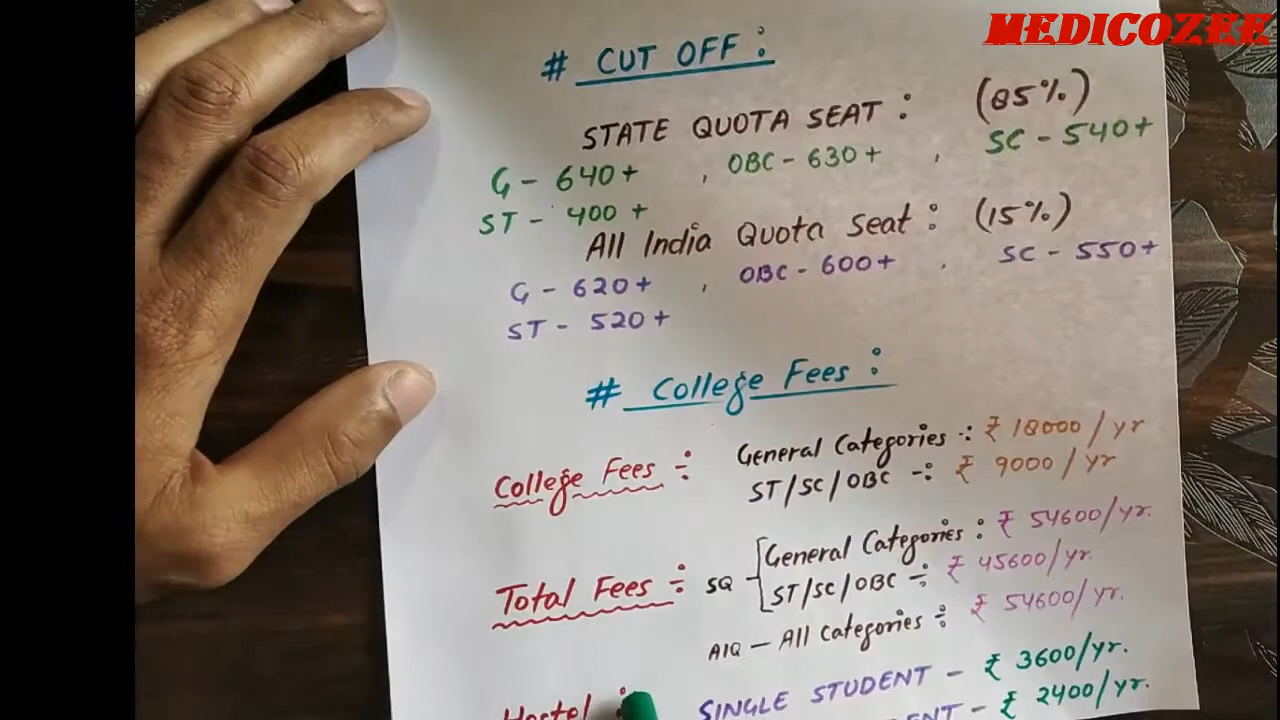 MEDICOZEE
# CUT OFF :
STATE QUOTA SEAT : (85%)
G - 640+ , OBC - 630+ , SC - 540+
ST - 400+
All India Quota Seat : (15%)
G - 620+ , OBC - 600+ , SC - 550+
ST - 520+
# College Fees :
College Fees ÷ General Categories : ₹ 18000/yr
ST/SC/OBC -: ₹ 9000/yr
Total Fees ÷ SQ - General Categories : ₹ 54600/yr.
ST/SC/OBC ÷ ₹ 45600/yr.
AIQ - All Categories ÷ ₹ 54600/yr.
Hostel : SINGLE STUDENT - ₹ 3600/yr.
- ₹ 2400/yr.